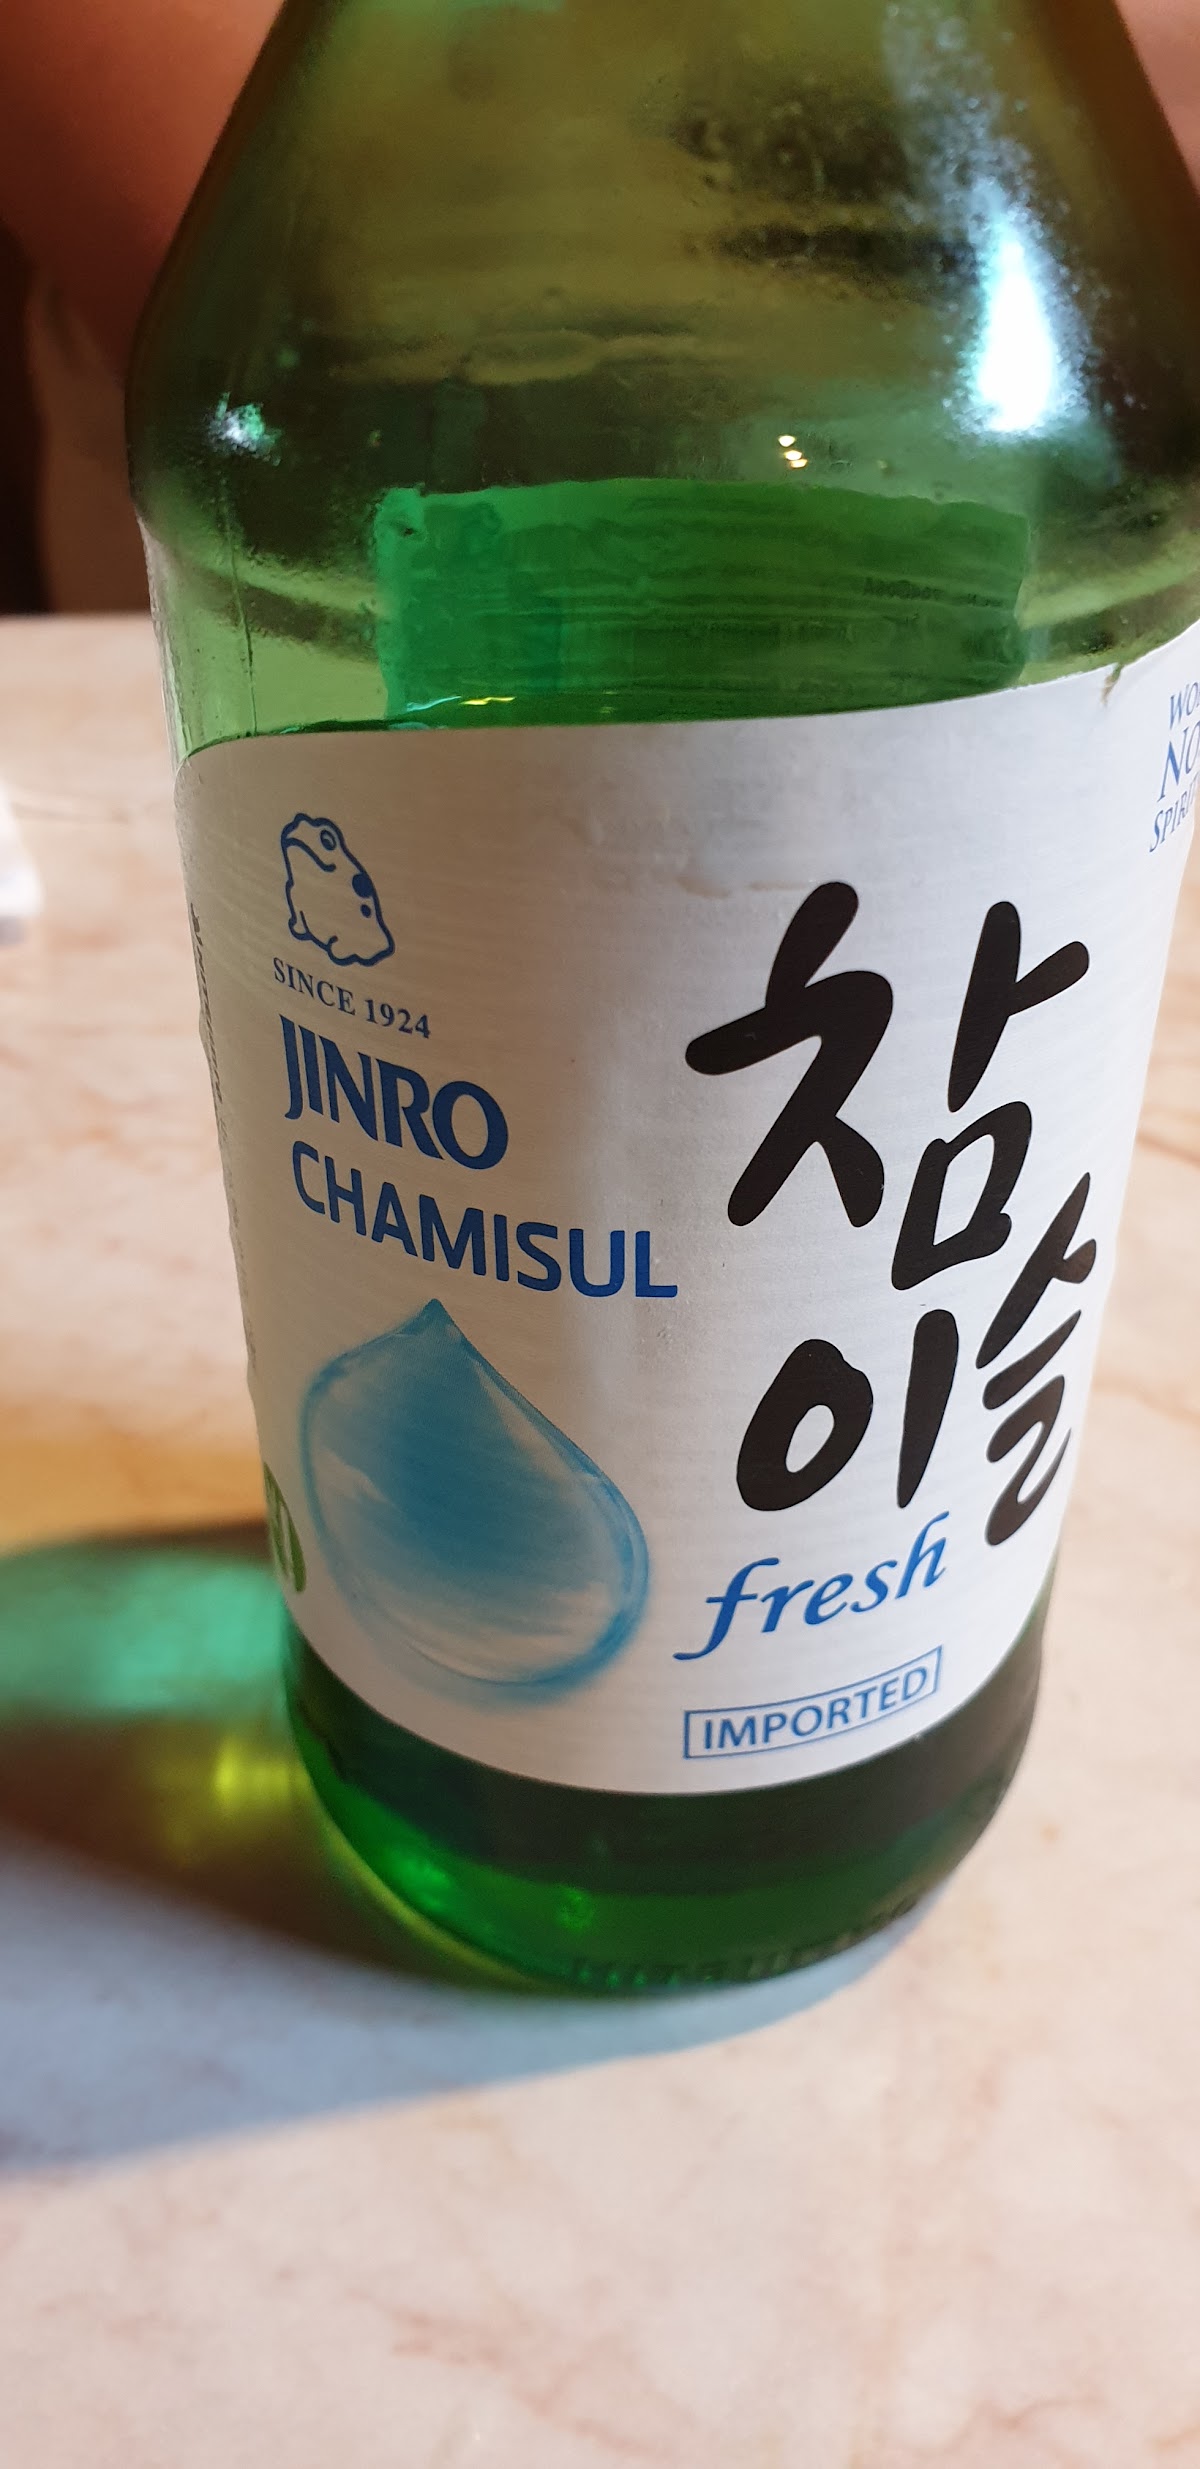 SINCE 1924
JINRO
CHAMISUL
참
이슬
fresh
IMPORTED